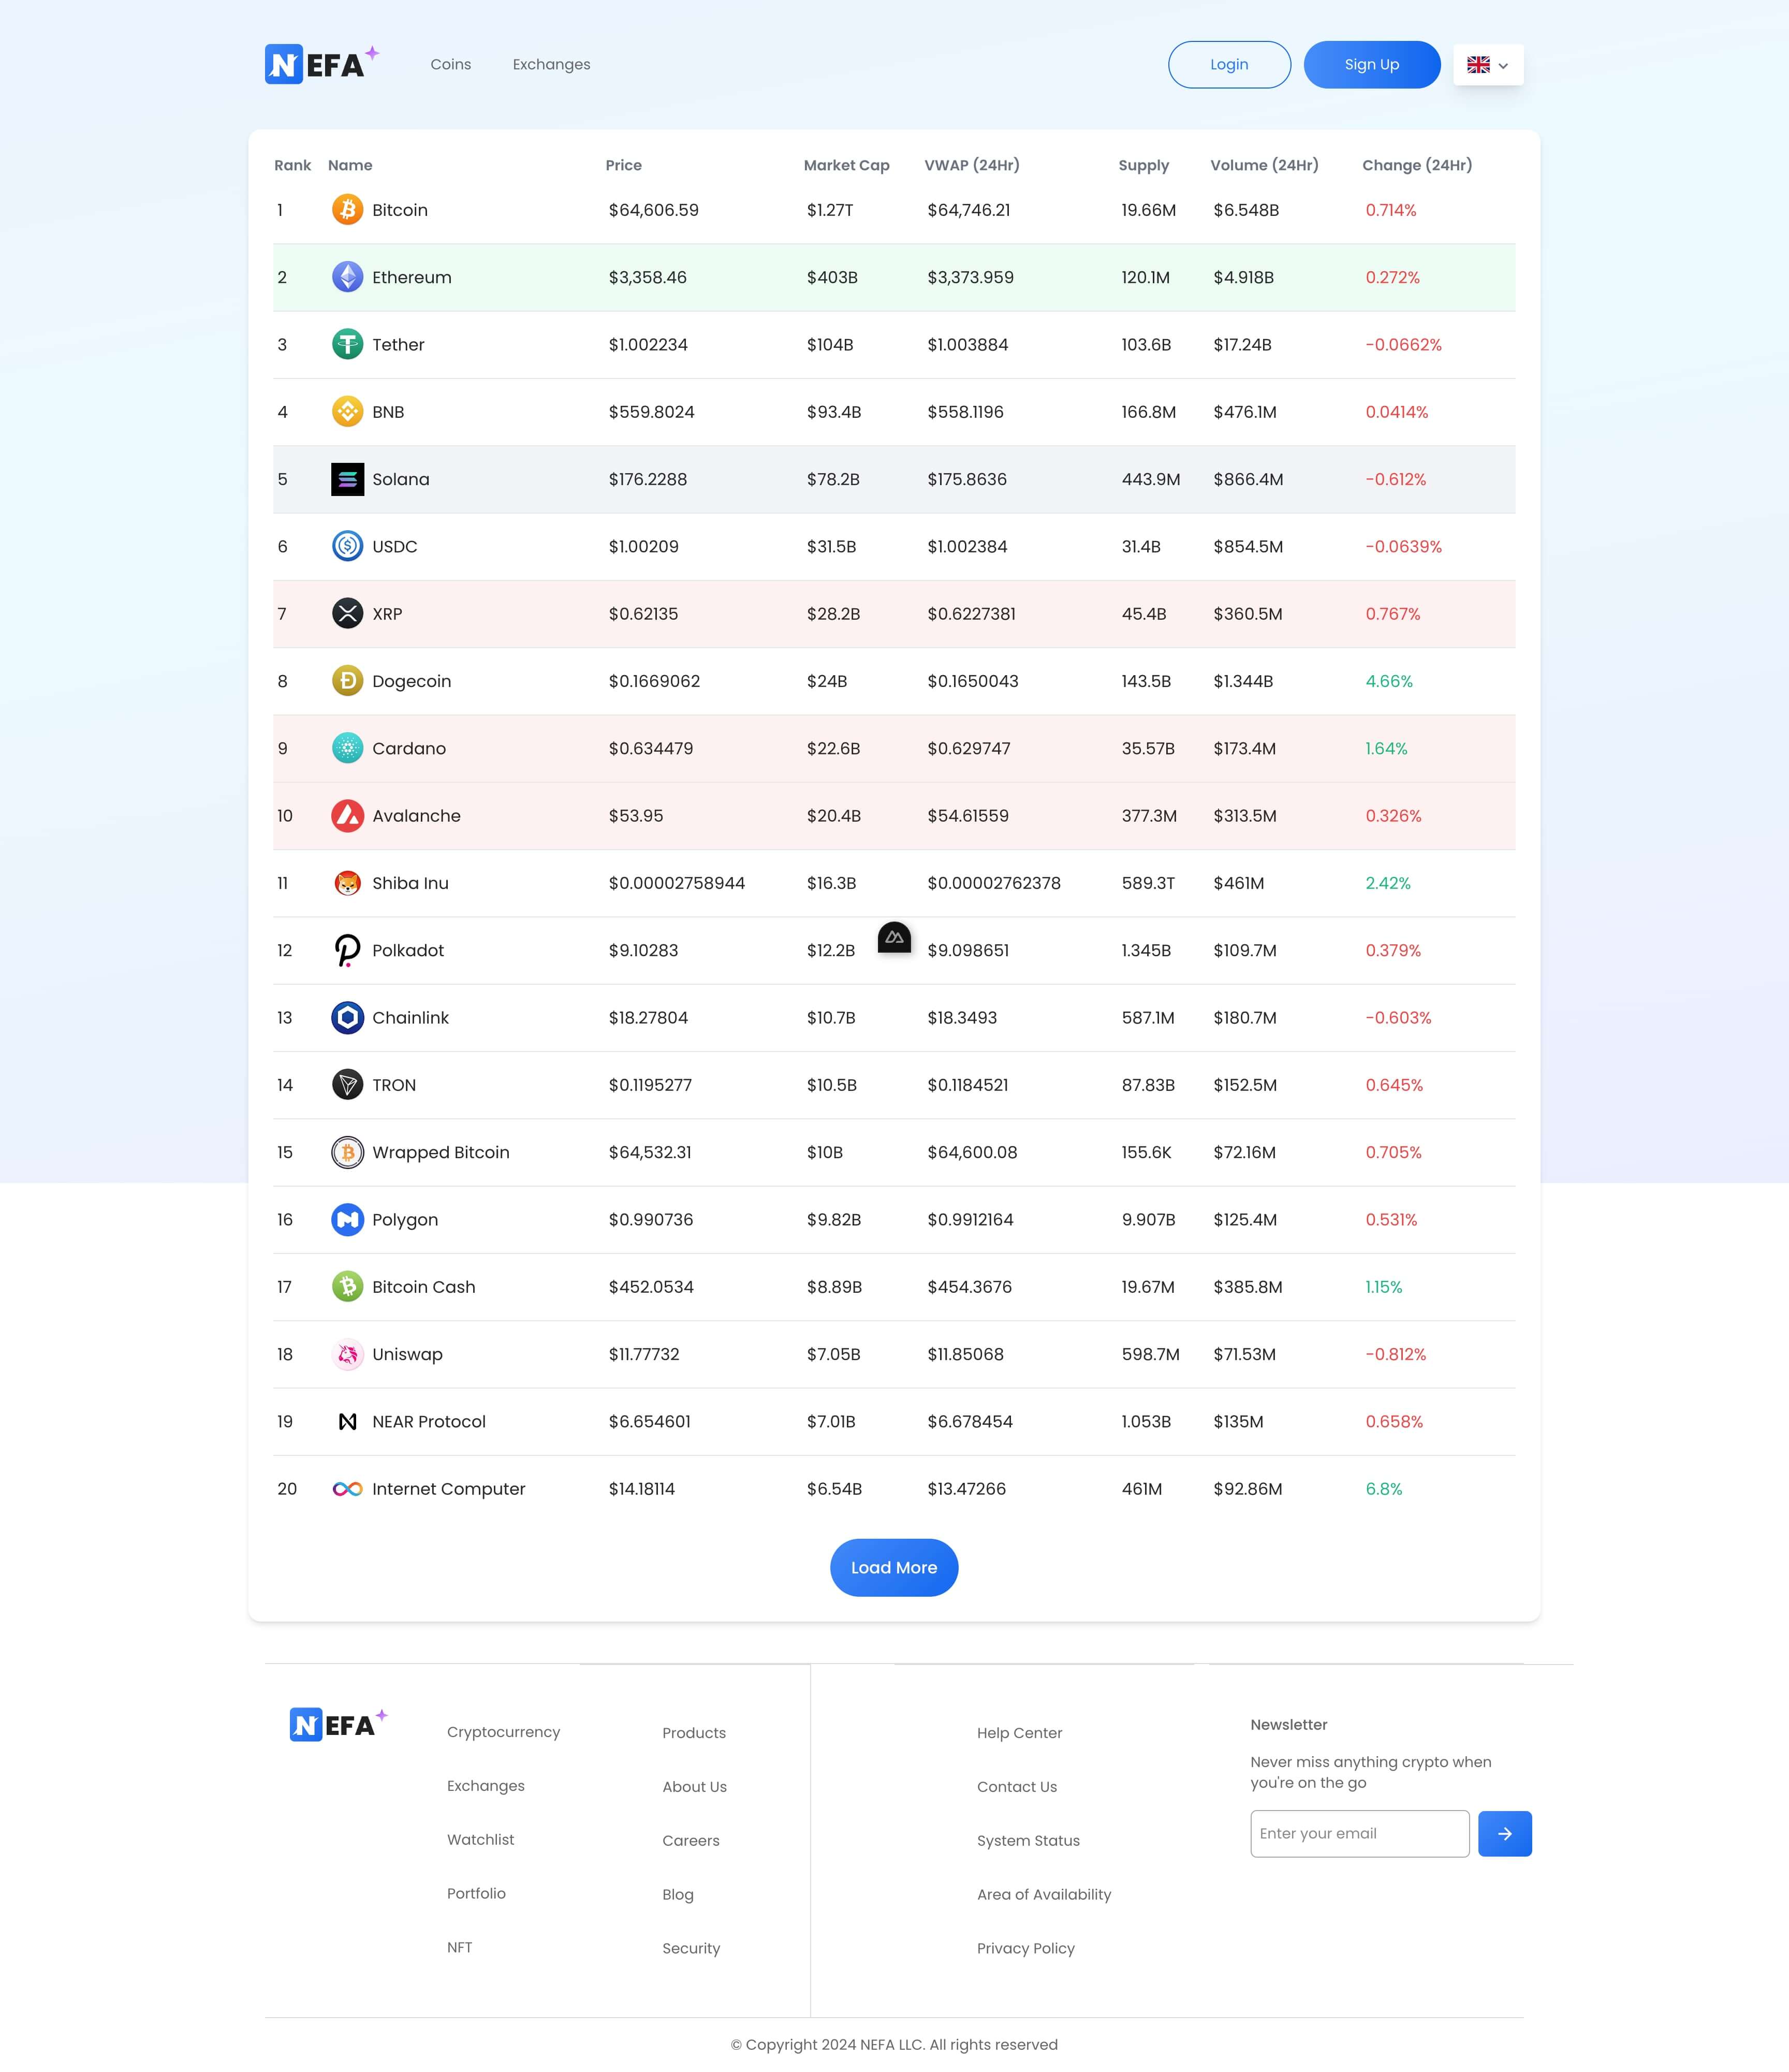 NEFA Coins Exchanges Login Sign Up
Rank Name Price Market Cap VWAP (24Hr) Supply Volume (24Hr) Change (24Hr)
1 Bitcoin $64,606.59 $1.27T $64,746.21 19.66M $6.548B 0.714%
2 Ethereum $3,358.46 $403B $3,373.959 120.1M $4.918B 0.272%
3 Tether $1.002234 $104B $1.003884 103.6B $17.24B -0.0662%
4 BNB $559.8024 $93.4B $558.1196 166.8M $476.1M 0.0414%
5 Solana $176.2288 $78.2B $175.8636 443.9M $866.4M -0.612%
6 USDC $1.00209 $31.5B $1.002384 31.4B $854.5M -0.0639%
7 XRP $0.62135 $28.2B $0.6227381 45.4B $360.5M 0.767%
8 Dogecoin $0.1669062 $24B $0.1650043 143.5B $1.344B 4.66%
9 Cardano $0.634479 $22.6B $0.629747 35.57B $173.4M 1.64%
10 Avalanche $53.95 $20.4B $54.61559 377.3M $313.5M 0.326%
11 Shiba Inu $0.00002758944 $16.3B $0.00002762378 589.3T $461M 2.42%
12 Polkadot $9.10283 $12.2B $9.098651 1.345B $109.7M 0.379%
13 Chainlink $18.27804 $10.7B $18.3493 587.1M $180.7M -0.603%
14 TRON $0.1195277 $10.5B $0.1184521 87.83B $152.5M 0.645%
15 Wrapped Bitcoin $64,532.31 $10B $64,600.08 155.6K $72.16M 0.705%
16 Polygon $0.990736 $9.82B $0.9912164 9.907B $125.4M 0.531%
17 Bitcoin Cash $452.0534 $8.89B $454.3676 19.67M $385.8M 1.15%
18 Uniswap $11.77732 $7.05B $11.85068 598.7M $71.53M -0.812%
19 NEAR Protocol $6.654601 $7.01B $6.678454 1.053B $135M 0.658%
20 Internet Computer $14.18114 $6.54B $13.47266 461M $92.86M 6.8%
Load More
NEFA
Cryptocurrency
Exchanges
Watchlist
Portfolio
NFT
Products
About Us
Careers
Blog
Security
Help Center
Contact Us
System Status
Area of Availability
Privacy Policy
Newsletter
Never miss anything crypto when
you're on the go
Enter your email
© Copyright 2024 NEFA LLC. All rights reserved